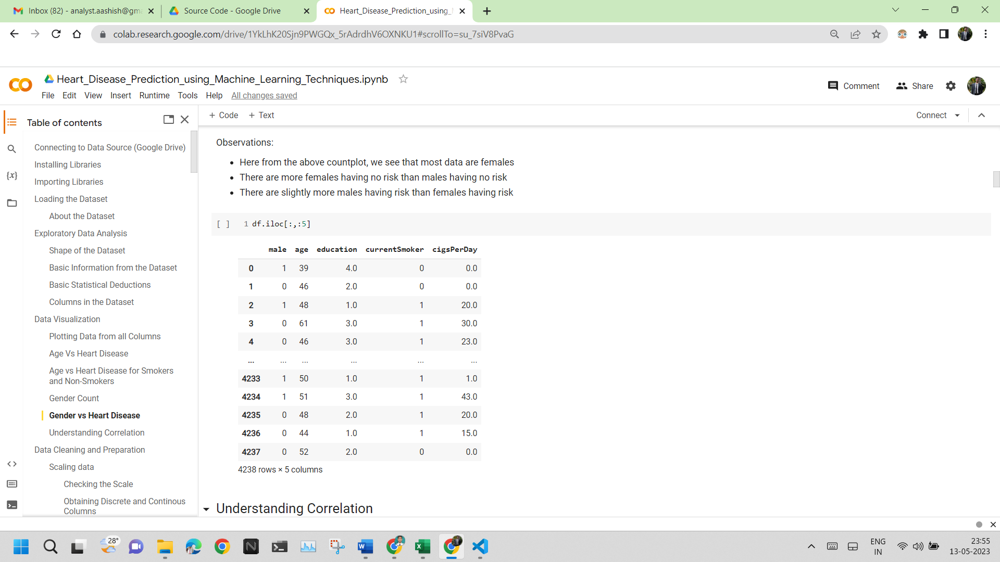 Inbox (82) - analyst.aashish@gm
Source Code - Google Drive
Heart_Disease_Prediction_using_
colab.research.google.com/drive/1YkLhK20Sjn9PWGQx_5rAdrdhV6OXNKU1#scrollTo=su_7siV8PvaG
Heart_Disease_Prediction_using_Machine_Learning_Techniques.ipynb
File Edit View Insert Runtime Tools Help All changes saved
Comment Share
Table of contents
+ Code + Text
Connect
Connecting to Data Source (Google Drive)
Installing Libraries
Importing Libraries
Loading the Dataset
About the Dataset
Exploratory Data Analysis
Shape of the Dataset
Basic Information from the Dataset
Basic Statistical Deductions
Columns in the Dataset
Data Visualization
Plotting Data from all Columns
Age Vs Heart Disease
Age vs Heart Disease for Smokers
and Non-Smokers
Gender Count
Gender vs Heart Disease
Understanding Correlation
Data Cleaning and Preparation
Scaling data
Checking the Scale
Obtaining Discrete and Continous
Columns
{x}
Observations:
• Here from the above countplot, we see that most data are females
• There are more females having no risk than males having no risk
• There are slightly more males having risk than females having risk
[ ] 1 df.iloc[:,:5]
male age education currentSmoker cigsPerDay
0 1 39 4.0 0 0.0
1 0 46 2.0 0 0.0
2 1 48 1.0 1 20.0
3 0 61 3.0 1 30.0
4 0 46 3.0 1 23.0
... ... ... ... ... ...
4233 1 50 1.0 1 1.0
4234 1 51 3.0 1 43.0
4235 0 48 2.0 1 20.0
4236 0 44 1.0 1 15.0
4237 0 52 2.0 0 0.0
4238 rows × 5 columns
Understanding Correlation
28°
ENG
IN
23:55
13-05-2023